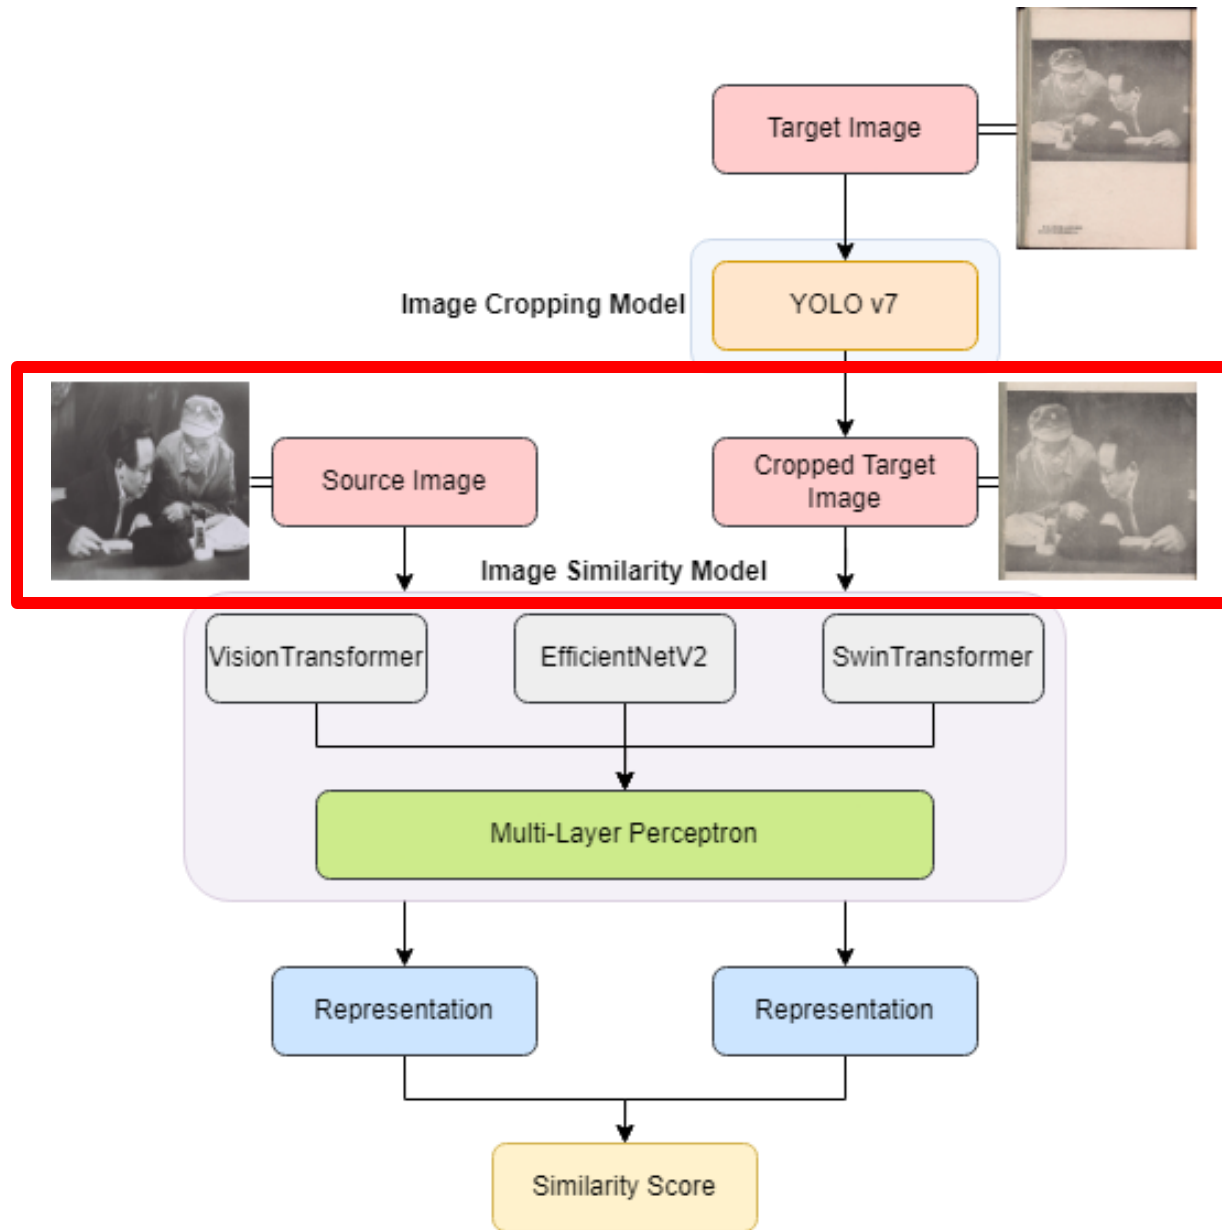 Target Image
Image Cropping Model
YOLO v7
Source Image
Cropped Target
Image
Image Similarity Model
VisionTransformer
EfficientNetV2
SwinTransformer
Multi-Layer Perceptron
Representation
Representation
Similarity Score